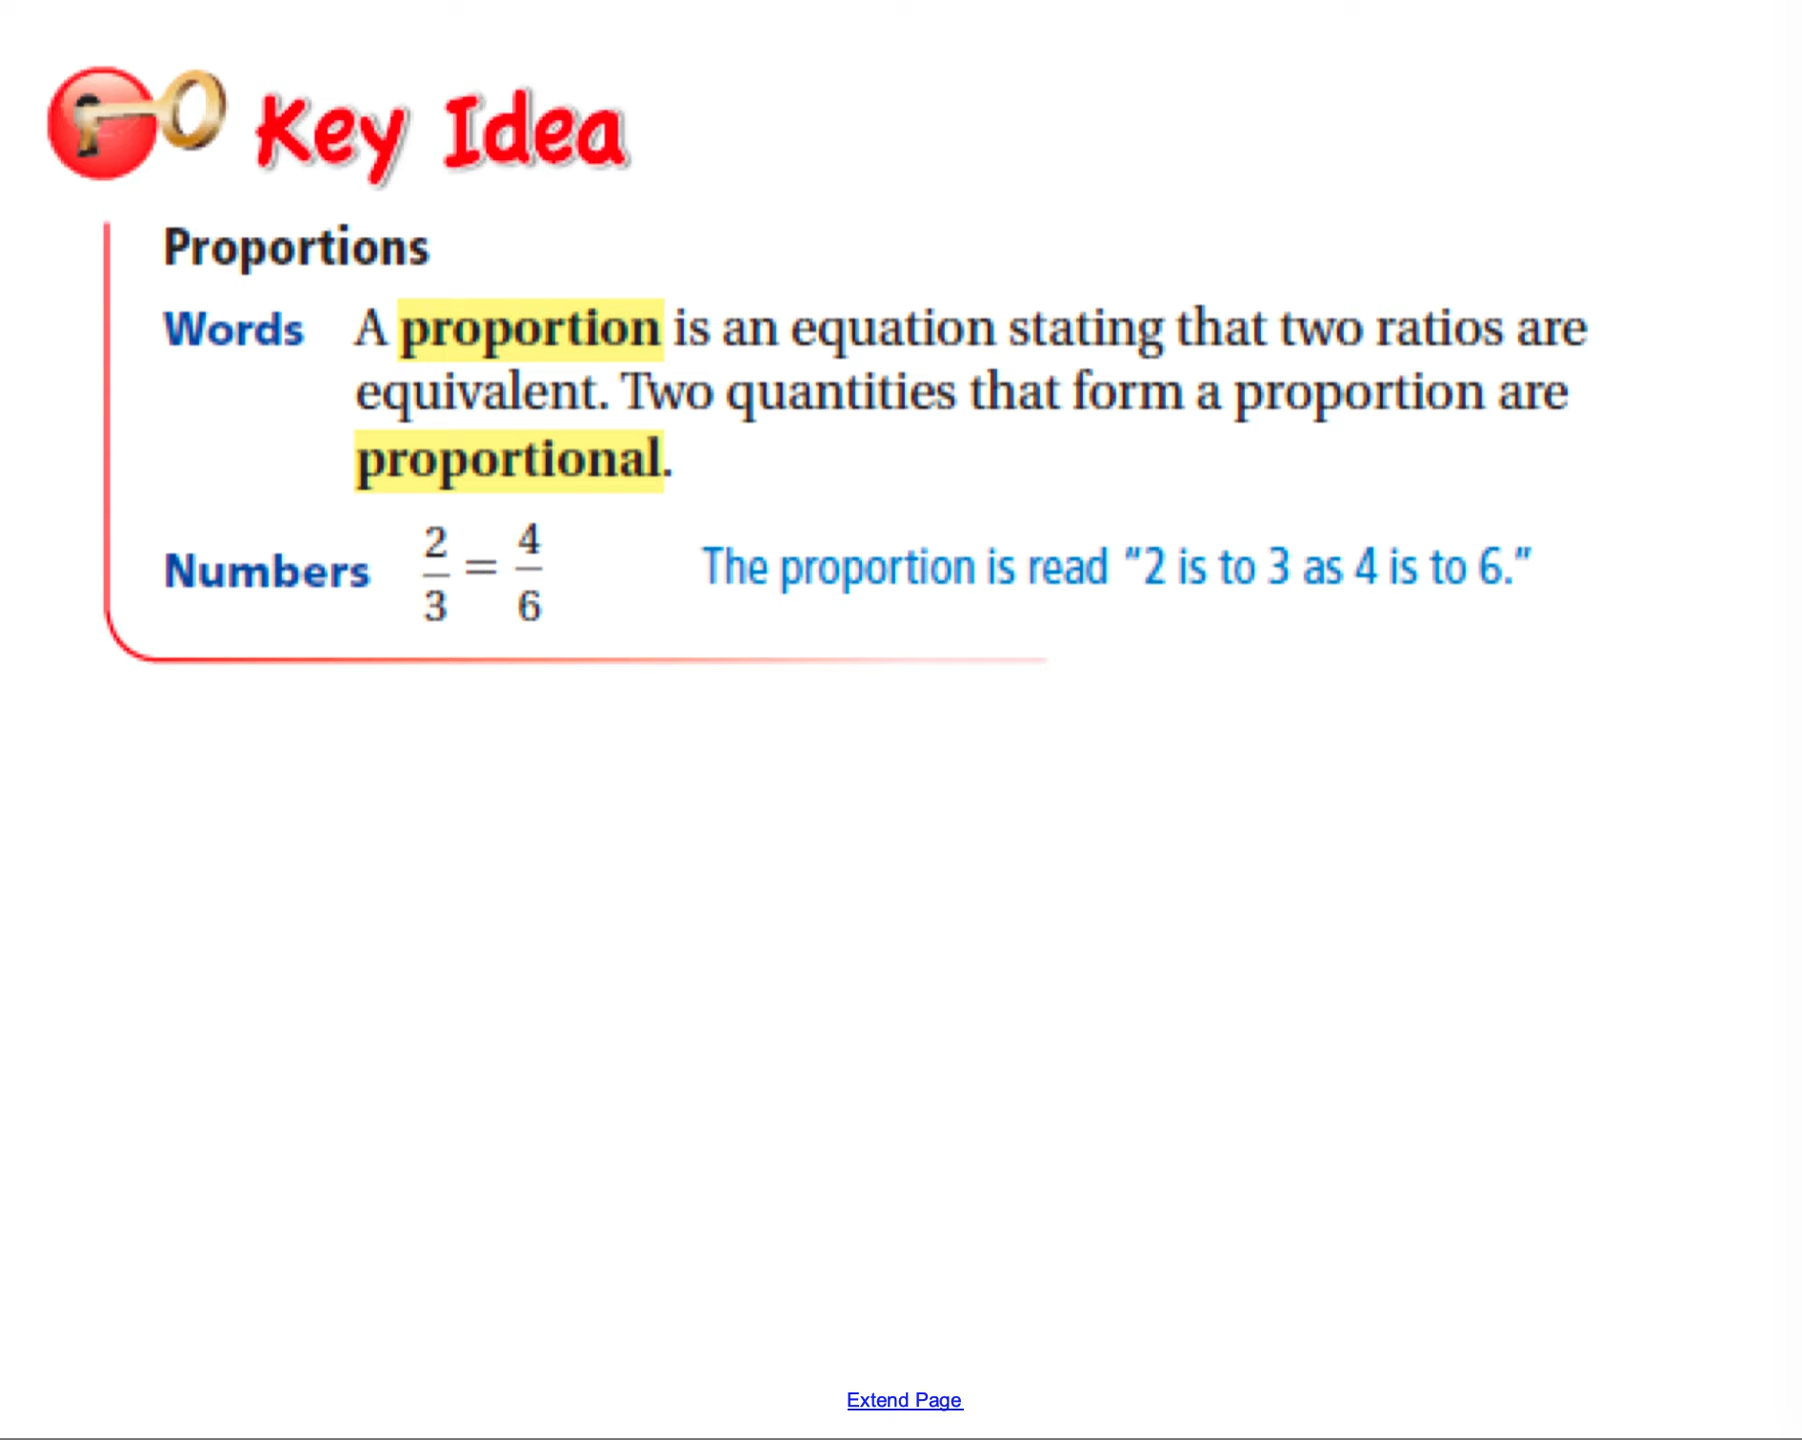 Key Idea
Proportions
Words A proportion is an equation stating that two ratios are
equivalent. Two quantities that form a proportion are
proportional.
Numbers 2/3 = 4/6 The proportion is read "2 is to 3 as 4 is to 6."
Extend Page